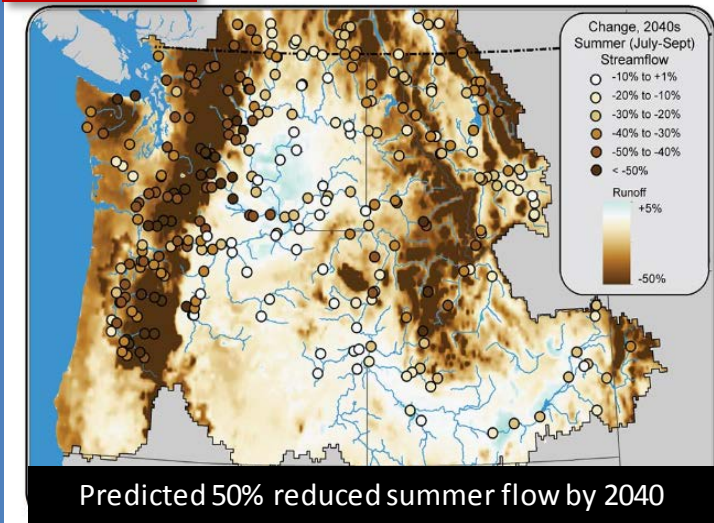 Change, 2040s
Summer (July-Sept)
Streamflow
-10% to +1%
-20% to -10%
-30% to -20%
-40% to -30%
-50% to -40%
< -50%
Runoff
+5%
-50%
Predicted 50% reduced summer flow by 2040